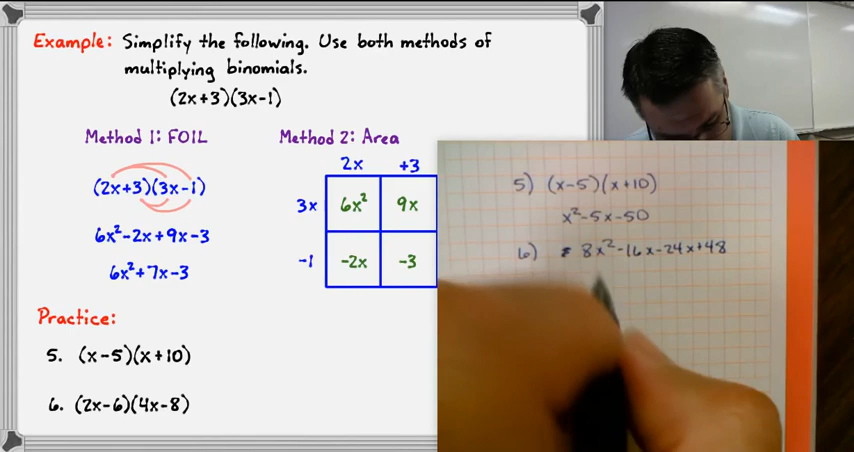 Example: Simplify the following. Use both methods of
multiplying binomials.
(2x+3)(3x-1)
Method 1: FOIL
(2x+3)(3x-1)
6x²-2x+9x-3
6x²+7x-3
Method 2: Area
2x +3
3x 6x² 9x
-1 -2x -3
Practice:
5. (x-5)(x+10)
6. (2x-6)(4x-8)
5) (x-5)(x+10)
x²-5x-50
6) 8x²-16x-24x+48